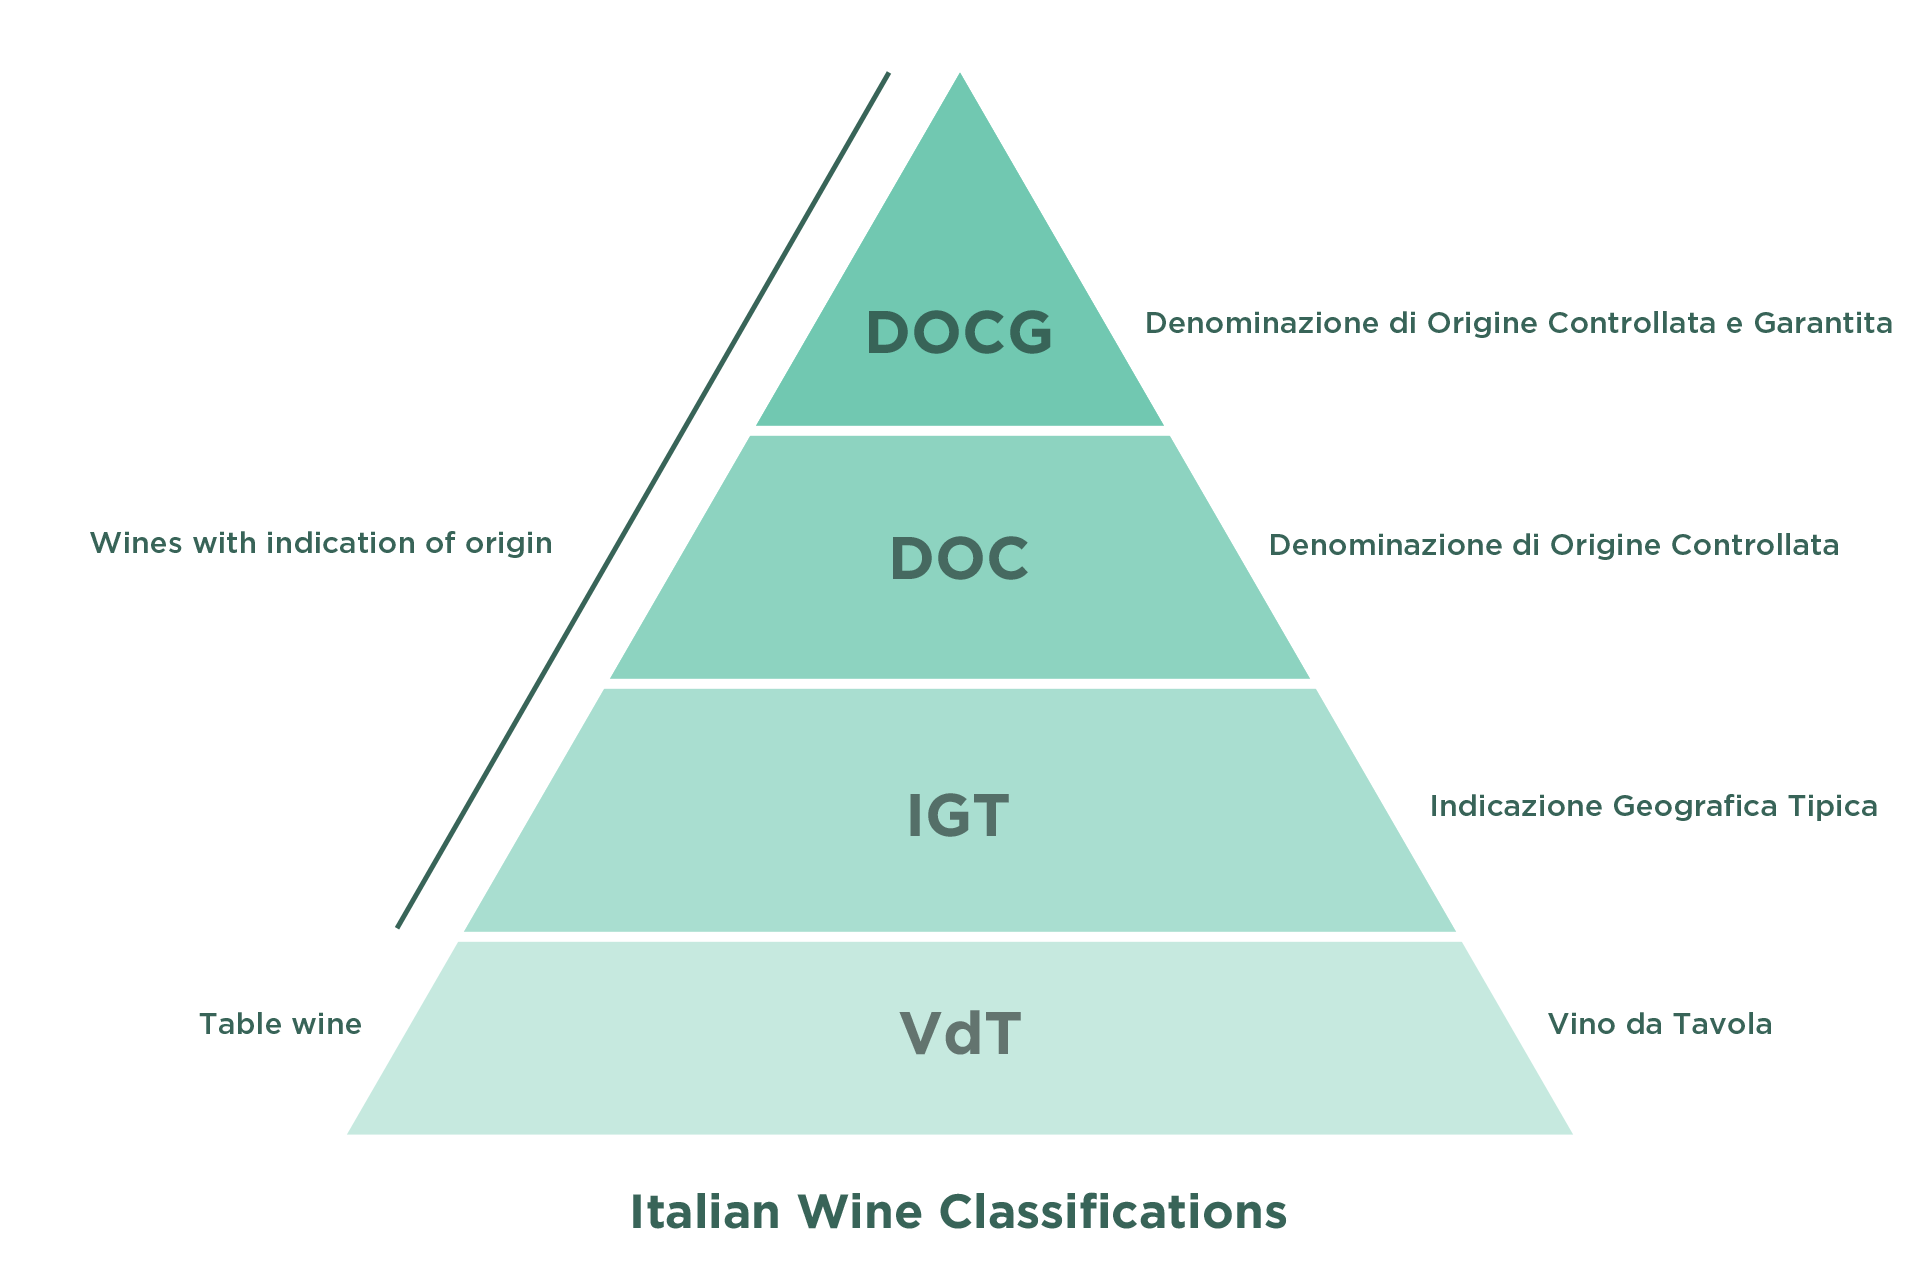 DOCG
Denominazione di Origine Controllata e Garantita
Wines with indication of origin
DOC
Denominazione di Origine Controllata
IGT
Indicazione Geografica Tipica
Table wine
VdT
Vino da Tavola
Italian Wine Classifications